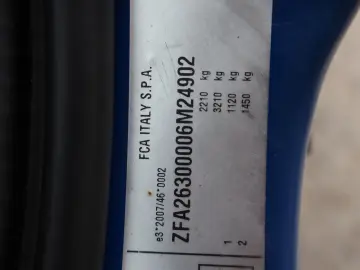 FCA ITALY S.P.A.
e3*2007/46*0002
ZFA26300006M24902
2210 kg
3210 kg
1 1120 kg
2 1450 kg